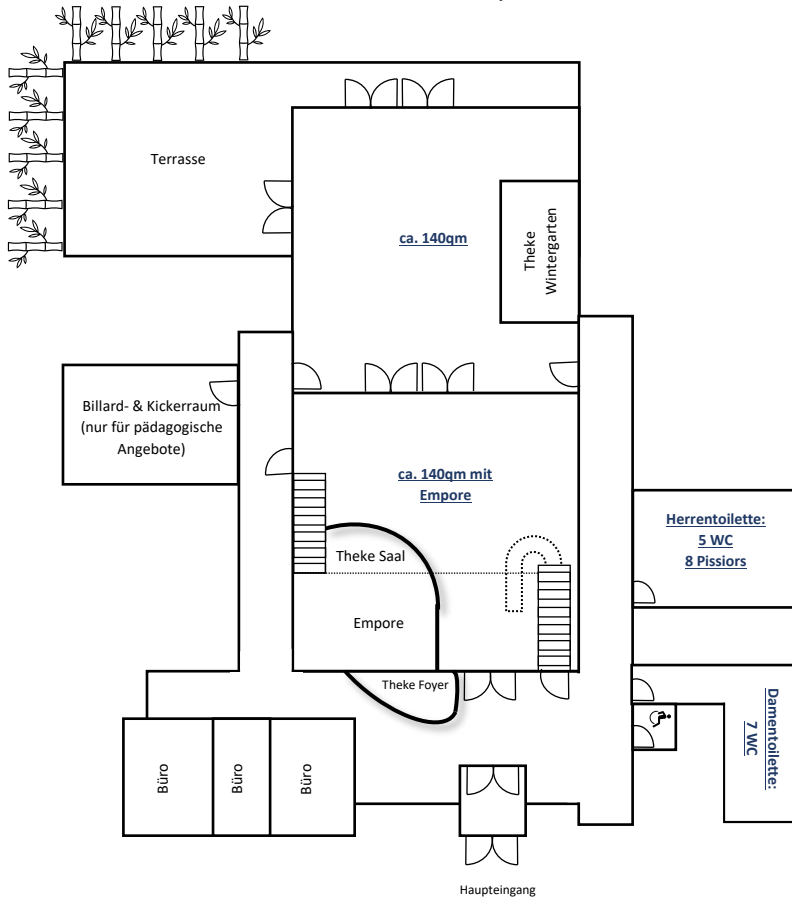 Terrasse
ca. 140qm
Theke
Wintergarten
Billard- & Kickerraum
(nur für pädagogische
Angebote)
ca. 140qm mit
Empore
Herrentoilette:
5 WC
8 Pissiors
Theke Saal
Empore
Theke Foyer
Damentoilette:
7 WC
Büro
Büro
Büro
Haupteingang